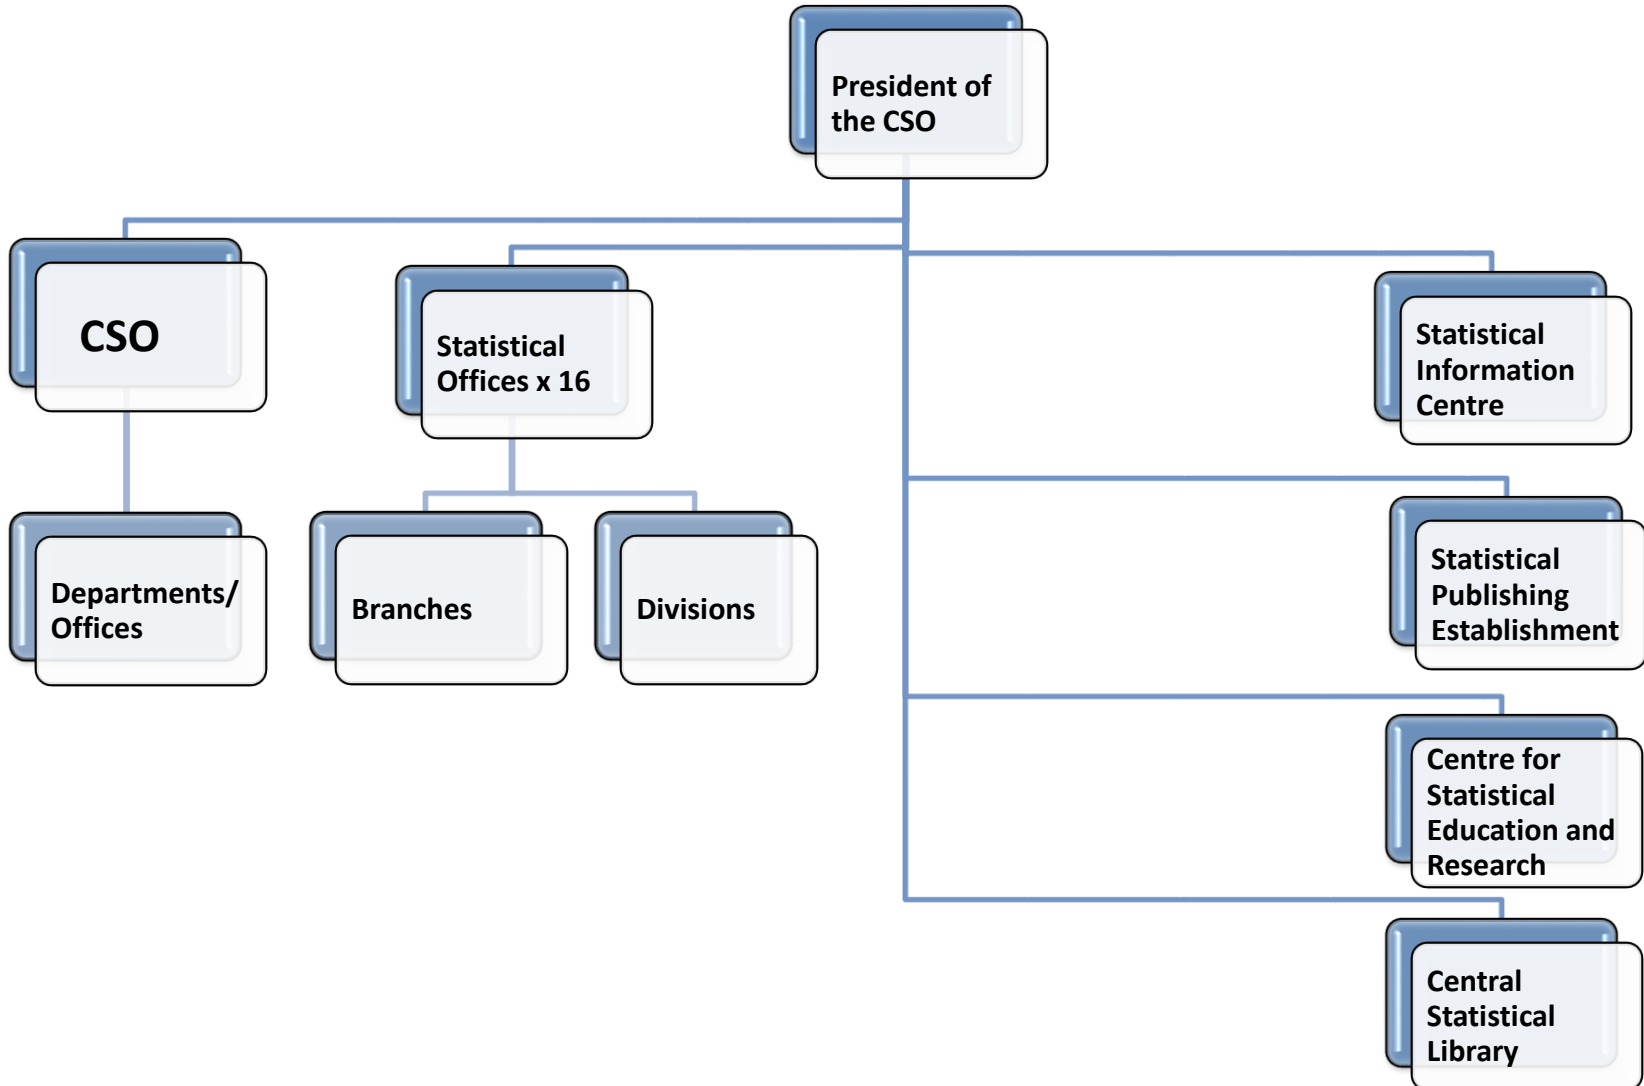 President of
the CSO
CSO
Statistical
Offices x 16
Statistical
Information
Centre
Departments/
Offices
Branches
Divisions
Statistical
Publishing
Establishment
Centre for
Statistical
Education and
Research
Central
Statistical
Library